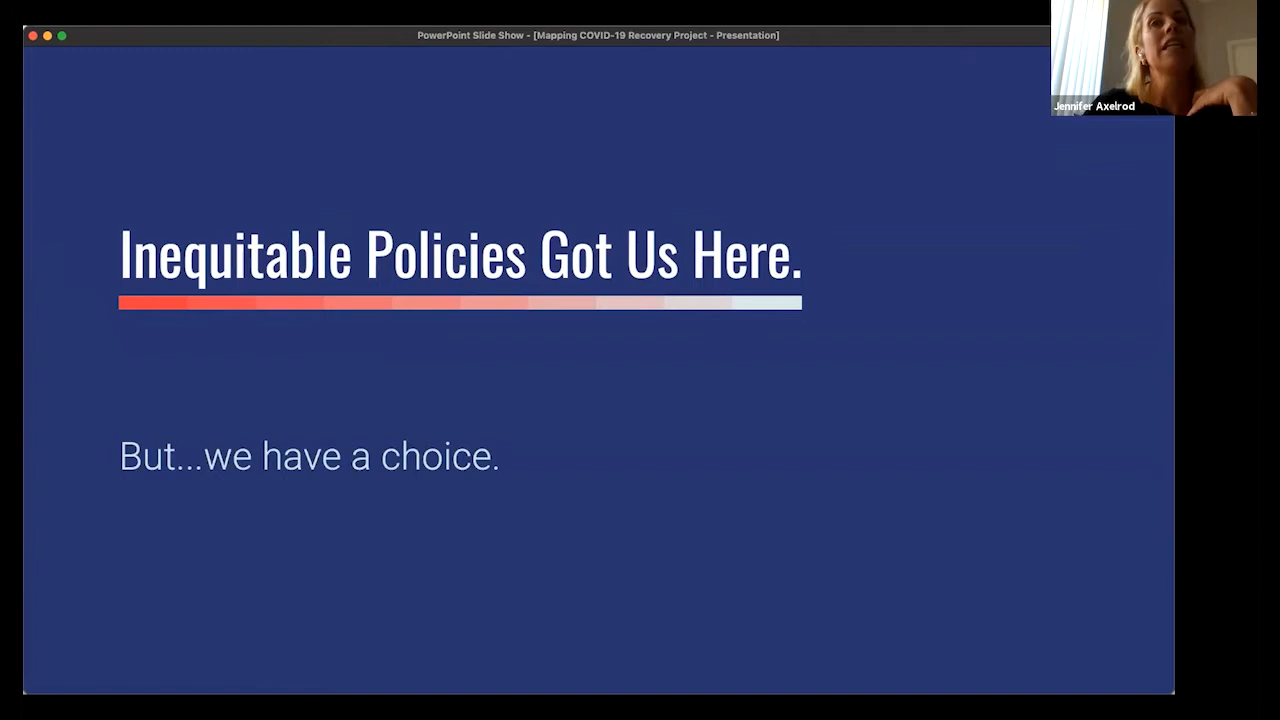 PowerPoint Slide Show - [Mapping COVID-19 Recovery Project - Presentation]
Jennifer Axelrod
Inequitable Policies Got Us Here.
But...we have a choice.